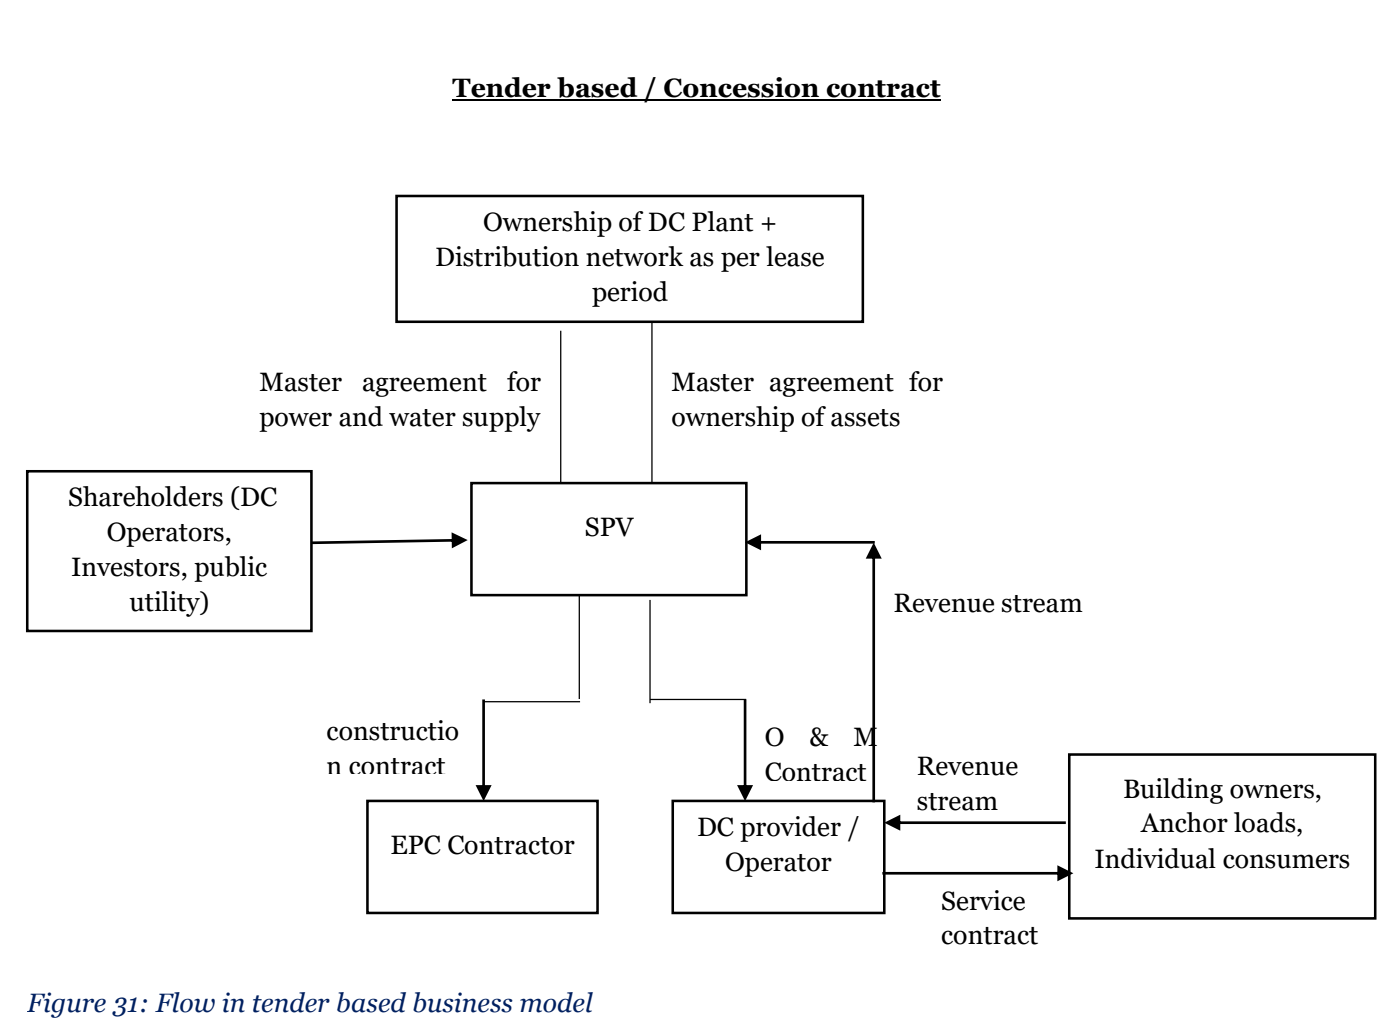 Tender based / Concession contract
Ownership of DC Plant +
Distribution network as per lease
period
Master agreement for
power and water supply
Master agreement for
ownership of assets
Shareholders (DC
Operators,
Investors, public
utility)
SPV
Revenue stream
constructio
n contract
O & M
Contract
Revenue
stream
Building owners,
Anchor loads,
Individual consumers
EPC Contractor
DC provider /
Operator
Service
contract
Figure 31: Flow in tender based business model